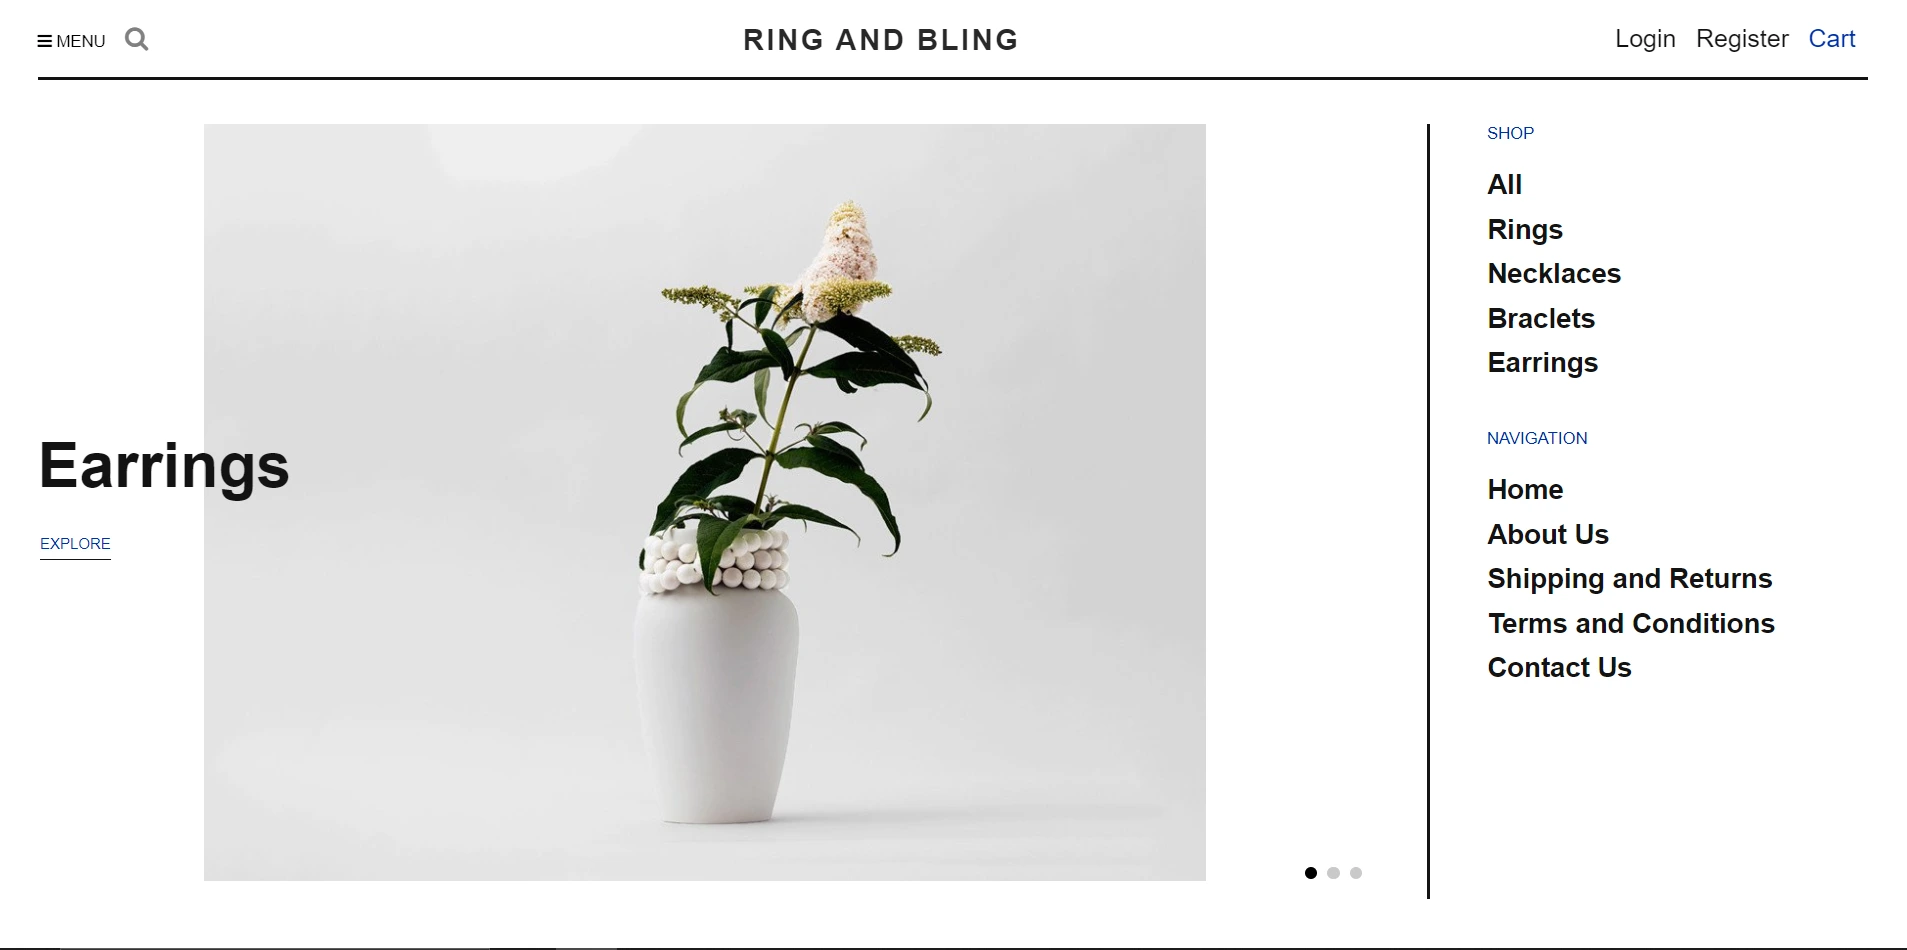 MENU
RING AND BLING
Login Register Cart
Earrings
EXPLORE
SHOP
All
Rings
Necklaces
Braclets
Earrings
NAVIGATION
Home
About Us
Shipping and Returns
Terms and Conditions
Contact Us